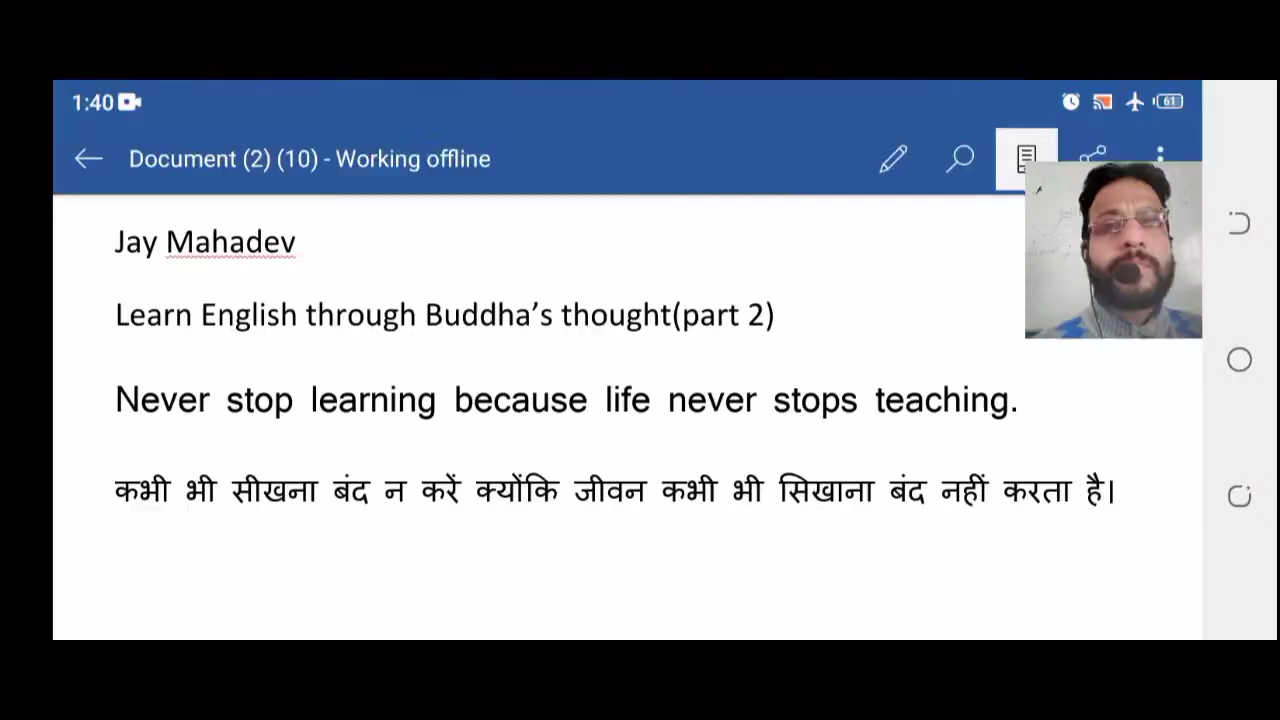 1:40
61
Document (2) (10) - Working offline
Jay Mahadev
Learn English through Buddha’s thought(part 2)
Never stop learning because life never stops teaching.
कभी भी सीखना बंद न करें क्योंकि जीवन कभी भी सिखाना बंद नहीं करता है।